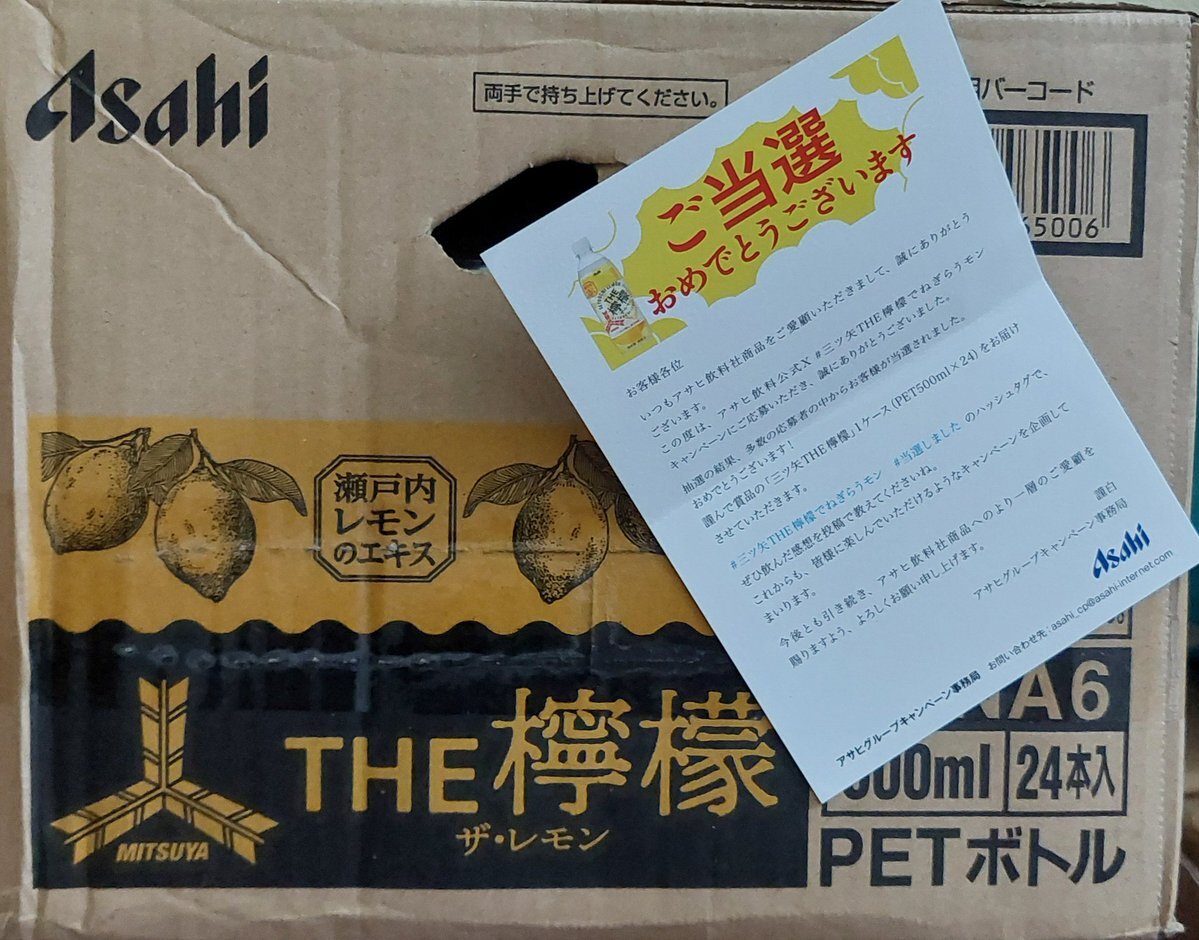 Asahi
両手で持ち上げてください。
用バーコード
65006
瀬戸内
レモン
のエキス
MITSUYA
THE檸檬
ザ・レモン
NA6
500ml
24本入
PETボトル
ご当選
おめでとうございます
THE
檸檬
お客様各位
いつもアサヒ飲料社商品をご愛顧いただきまして、誠にありがとう
ございます。
この度は、アサヒ飲料公式X #三ツ矢THE檸檬でねぎらうモン
キャンペーンにご応募いただき、誠にありがとうございました。
抽選の結果、多数の応募者の中からお客様が当選されました。
おめでとうございます!
謹んで賞品の「三ツ矢THE檸檬」1ケース(PET500ml×24)をお届け
させていただきます。
#三ツ矢THE檸檬でねぎらうモン #当選しました のハッシュタグで、
ぜひ飲んだ感想を投稿で教えてくださいね。
これからも、皆様に楽しんでいただけるようなキャンペーンを企画して
まいります。
今後とも引き続き、アサヒ飲料社商品へのより一層のご愛顧を
賜りますよう、よろしくお願い申し上げます。
謹白
アサヒグループキャンペーン事務局
Asahi
アサヒグループキャンペーン事務局 お問い合わせ先:asahi_cp@asahi-internet.com